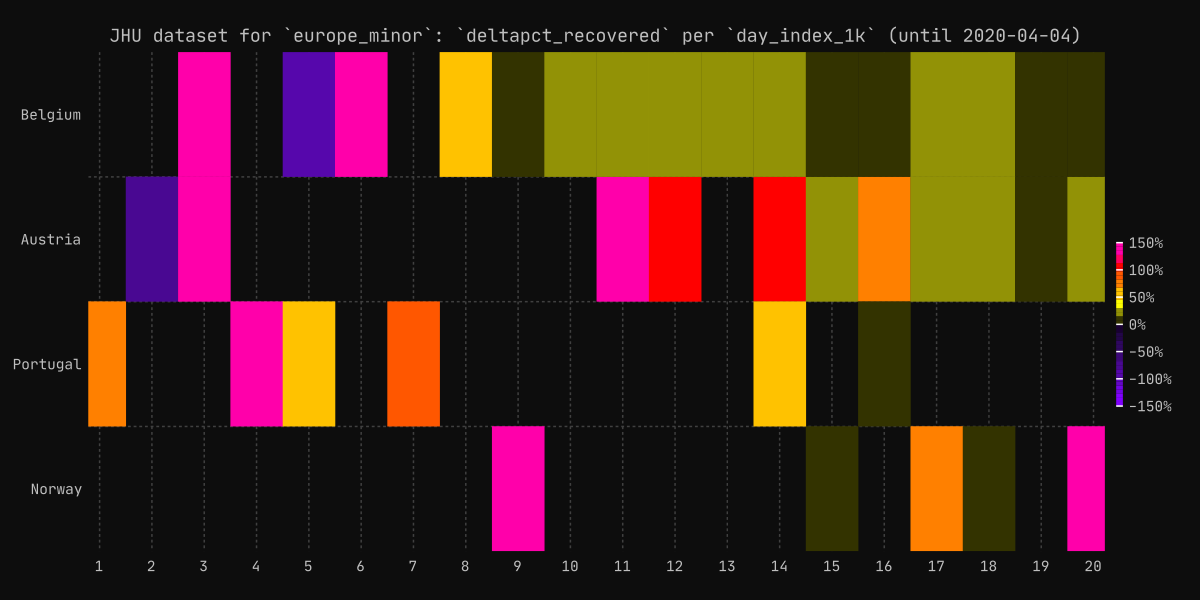 JHU dataset for `europe_minor`: `deltapct_recovered` per `day_index_1k` (until 2020-04-04)
Belgium
Austria
Portugal
Norway
150%
100%
50%
0%
-50%
-100%
-150%
1 2 3 4 5 6 7 8 9 10 11 12 13 14 15 16 17 18 19 20